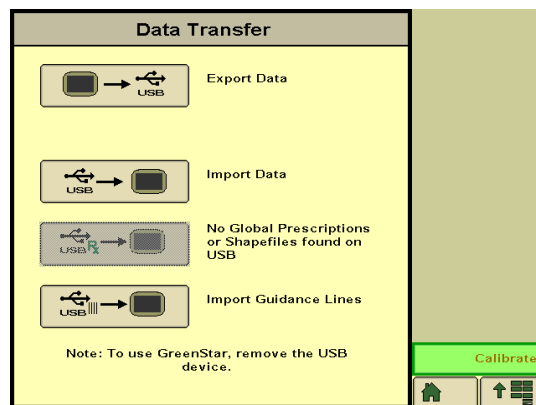 Data Transfer
USB
Export Data
USB
Import Data
USB Rx
No Global Prescriptions
or Shapefiles found on
USB
USB
Import Guidance Lines
Note: To use GreenStar, remove the USB
device.
Calibrate